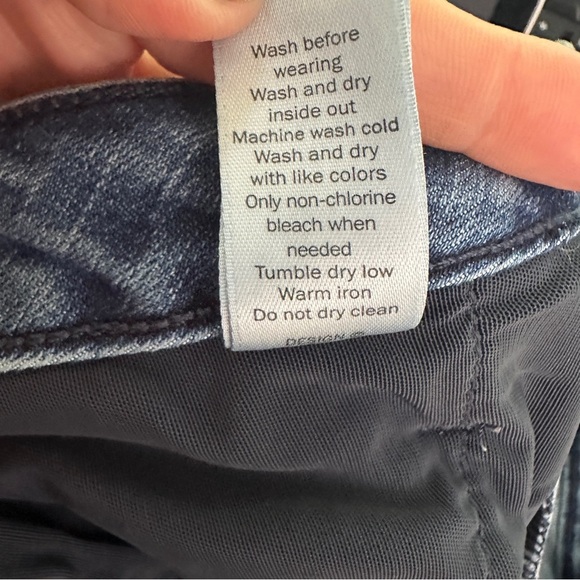 Wash before
wearing
Wash and dry
inside out
Machine wash cold
Wash and dry
with like colors
Only non-chlorine
bleach when
needed
Tumble dry low
Warm iron
Do not dry clean
DESIGN